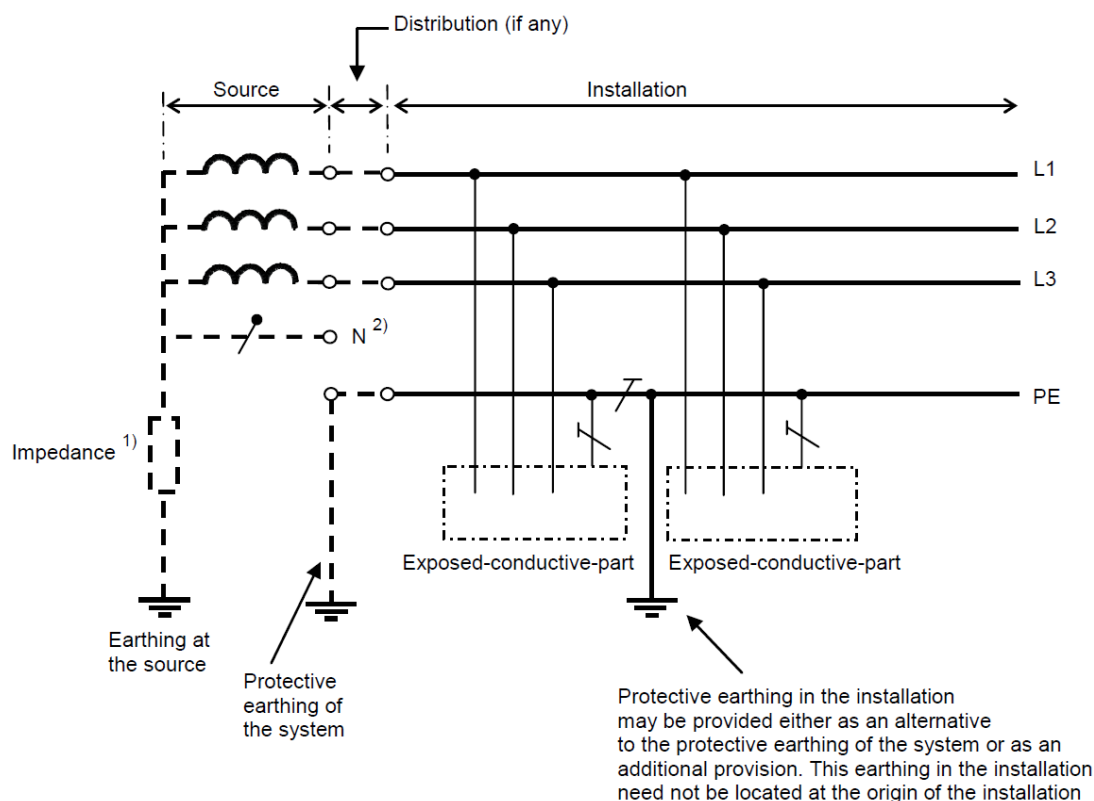 Distribution (if any)
Source
Installation
L1
L2
L3
N 2)
PE
Impedance 1)
Exposed-conductive-part
Exposed-conductive-part
Earthing at
the source
Protective
earthing of
the system
Protective earthing in the installation
may be provided either as an alternative
to the protective earthing of the system or as an
additional provision. This earthing in the installation
need not be located at the origin of the installation